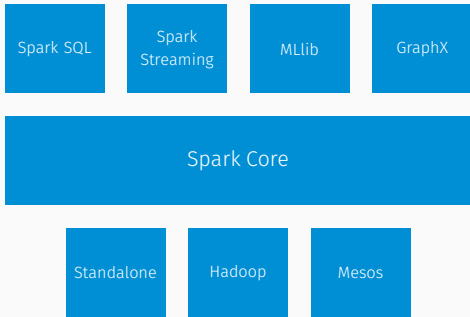 Spark SQL
Spark
Streaming
MLlib
GraphX
Spark Core
Standalone
Hadoop
Mesos